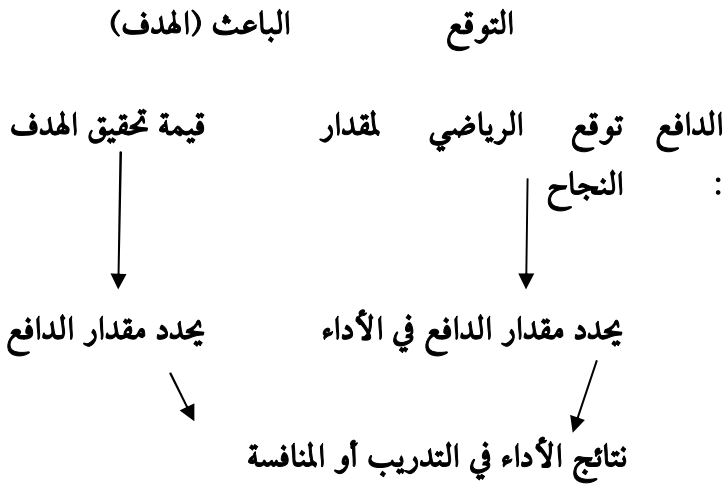 التوقع الباعث (الهدف)
الدافع توقع الرياضي لمقدار قيمة تحقيق الهدف
: النجاح
يحدد مقدار الدافع في الأداء يحدد مقدار الدافع
نتائج الأداء في التدريب أو المنافسة